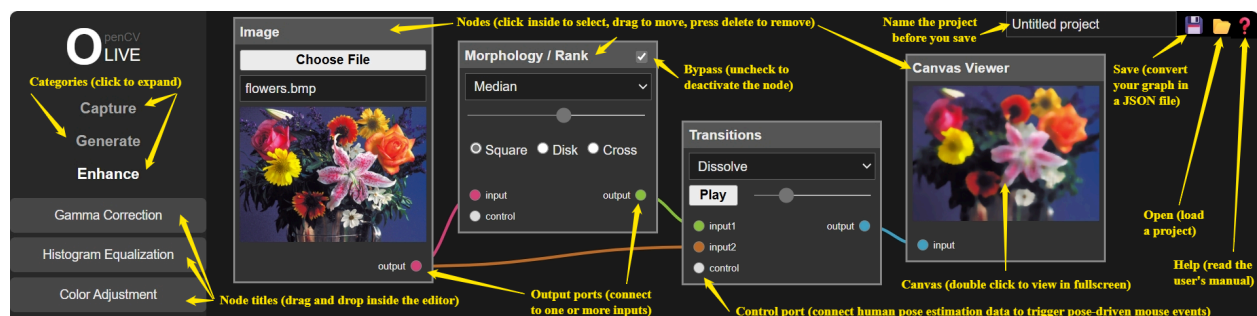 OpenCV
LIVE
Categories (click to expand)
Capture
Generate
Enhance
Gamma Correction
Histogram Equalization
Color Adjustment
Node titles (drag and drop inside the editor)
Nodes (click inside to select, drag to move, press delete to remove)
Image
Choose File
flowers.bmp
output
Morphology / Rank
Median
Square
Disk
Cross
input
output
control
Bypass (uncheck to
deactivate the node)
Output ports (connect
to one or more inputs)
Transitions
Dissolve
Play
input1
output
input2
control
Control port (connect human pose estimation data to trigger pose-driven mouse events)
Name the project
before you save
Untitled project
Canvas Viewer
input
Canvas (double click to view in fullscreen)
Save (convert
your graph in
a JSON file)
Open (load
a project)
?
Help (read the
user's manual)